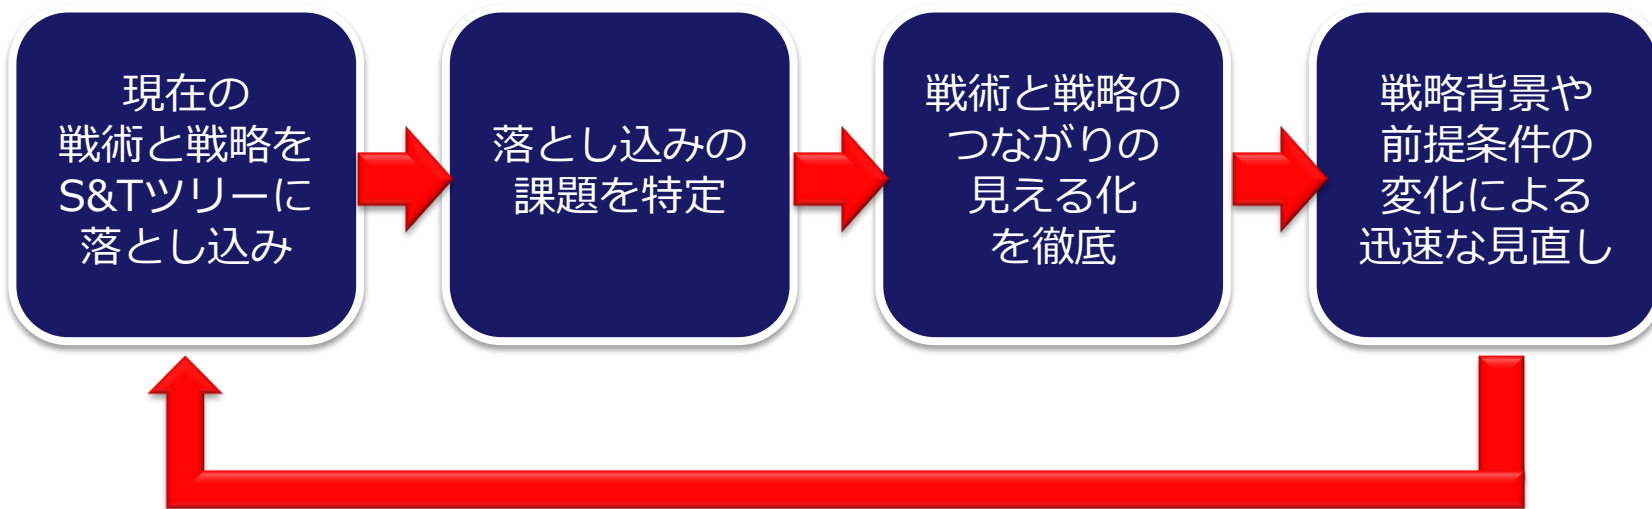 現在の
戦術と戦略を
S&Tツリーに
落とし込み
落とし込みの
課題を特定
戦術と戦略の
つながりの
見える化
を徹底
戦略背景や
前提条件の
変化による
迅速な見直し